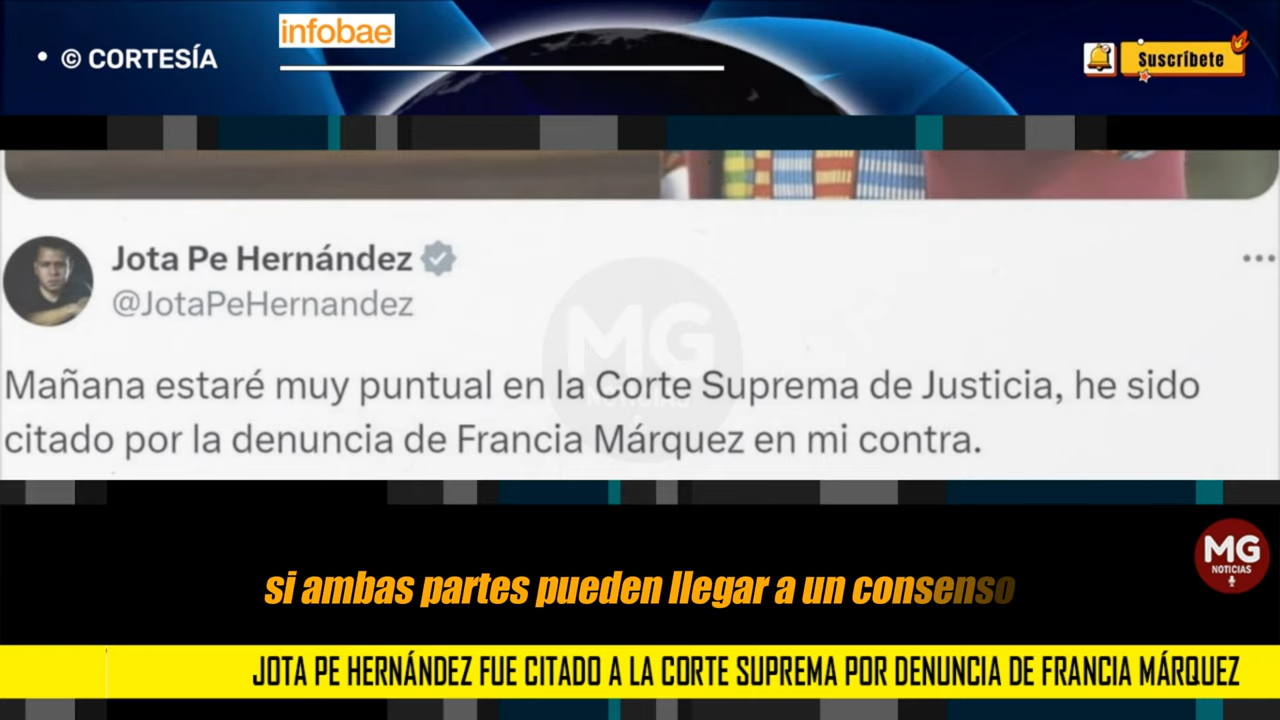 infobae
• © CORTESÍA
Suscríbete
Jota Pe Hernández
@JotaPeHernandez
Mañana estaré muy puntual en la Corte Suprema de Justicia, he sido
citado por la denuncia de Francia Márquez en mi contra.
MG
NOTICIAS
si ambas partes pueden llegar a un consenso
MG
NOTICIAS
JOTA PE HERNÁNDEZ FUE CITADO A LA CORTE SUPREMA POR DENUNCIA DE FRANCIA MÁRQUEZ